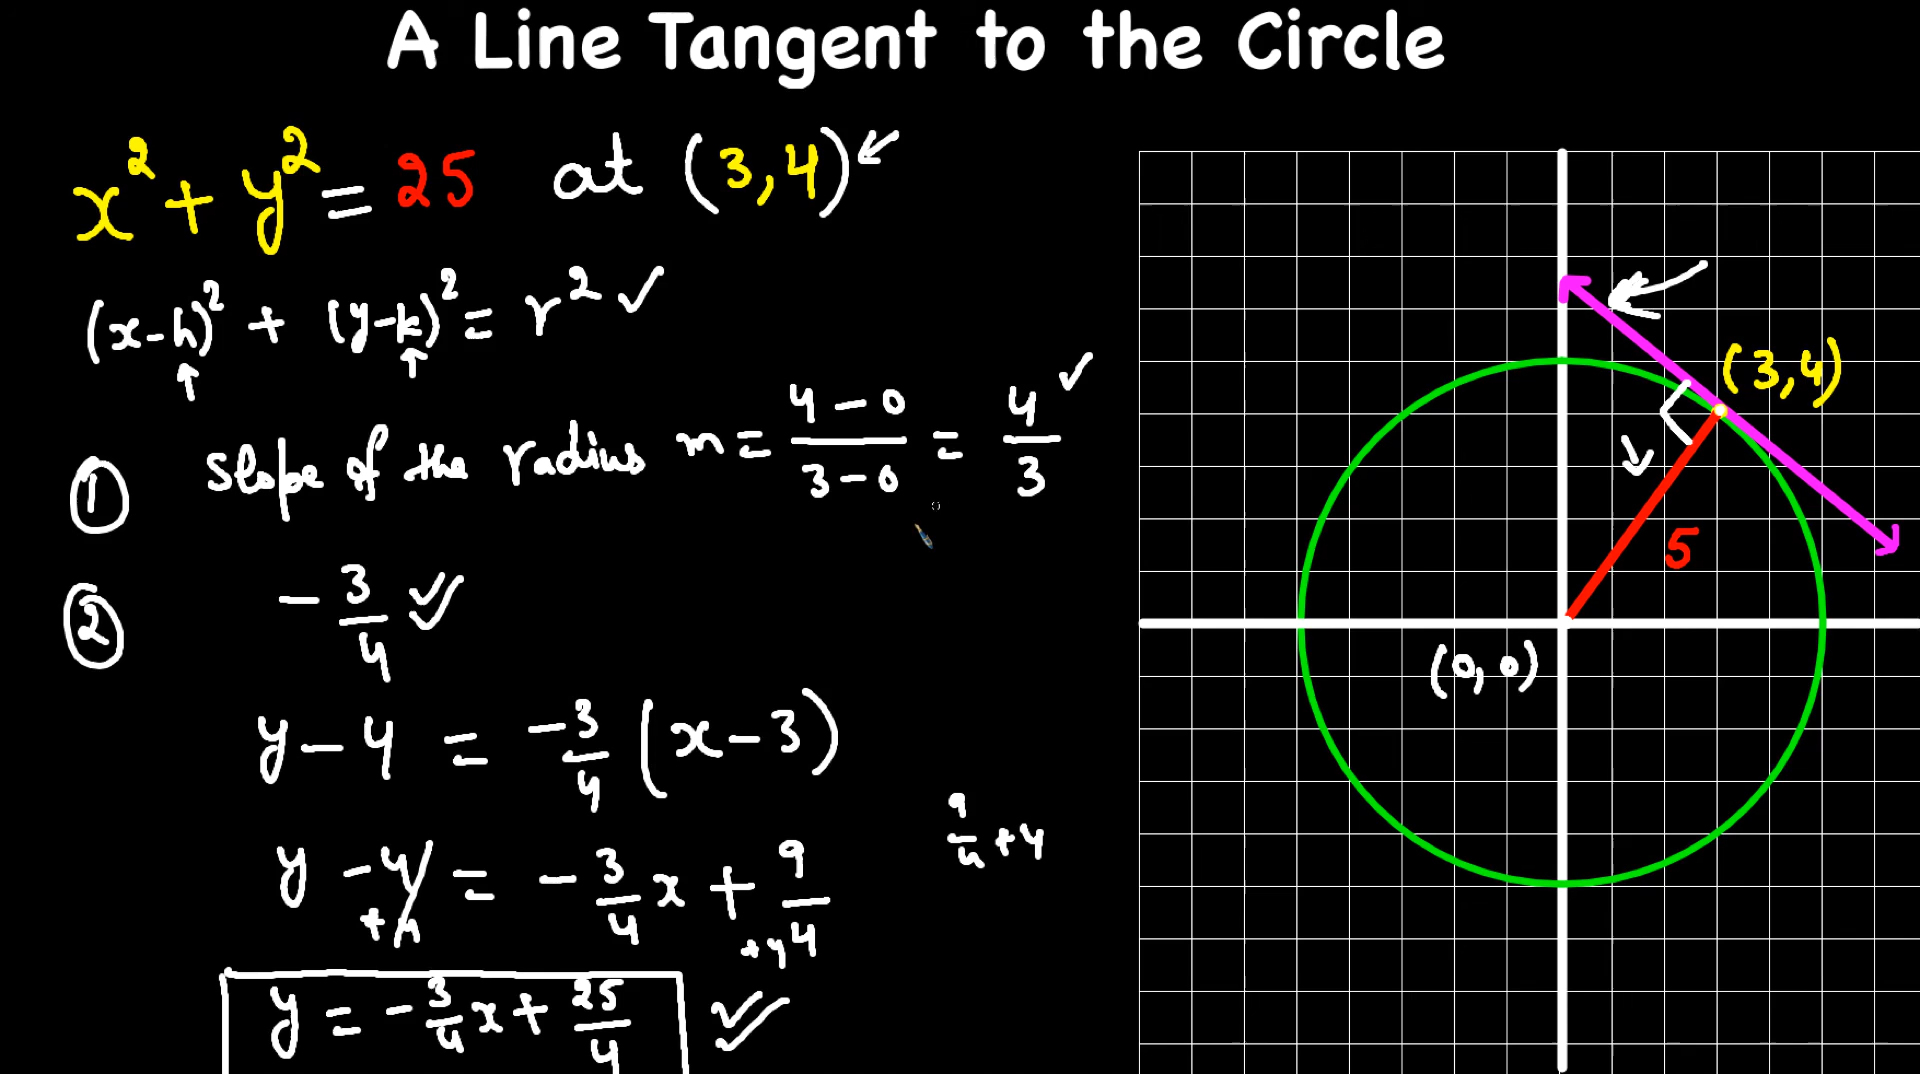 A Line Tangent to the Circle
x² + y² = 25 at (3,4)
(x-h)² + (y-k)² = r² ✓
① Slope of the radius m = (4-0)/(3-0) = 4/3 ✓
② -3/4 ✓✓
y - 4 = -3/4 (x - 3)
y - 4 = -3/4 x + 9/4
+4 +4
9/4 + 4
y = -3/4 x + 25/4 ✓✓
(3,4)
5
(0,0)